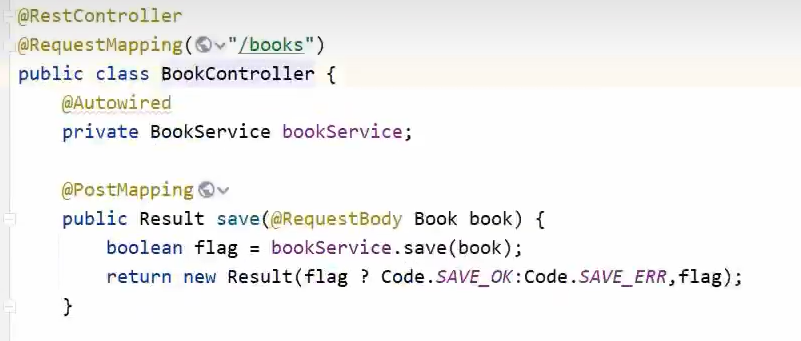 @RestController
@RequestMapping("/books")
public class BookController {
@Autowired
private BookService bookService;
@PostMapping
public Result save(@RequestBody Book book) {
boolean flag = bookService.save(book);
return new Result(flag ? Code.SAVE_OK:Code.SAVE_ERR,flag);
}